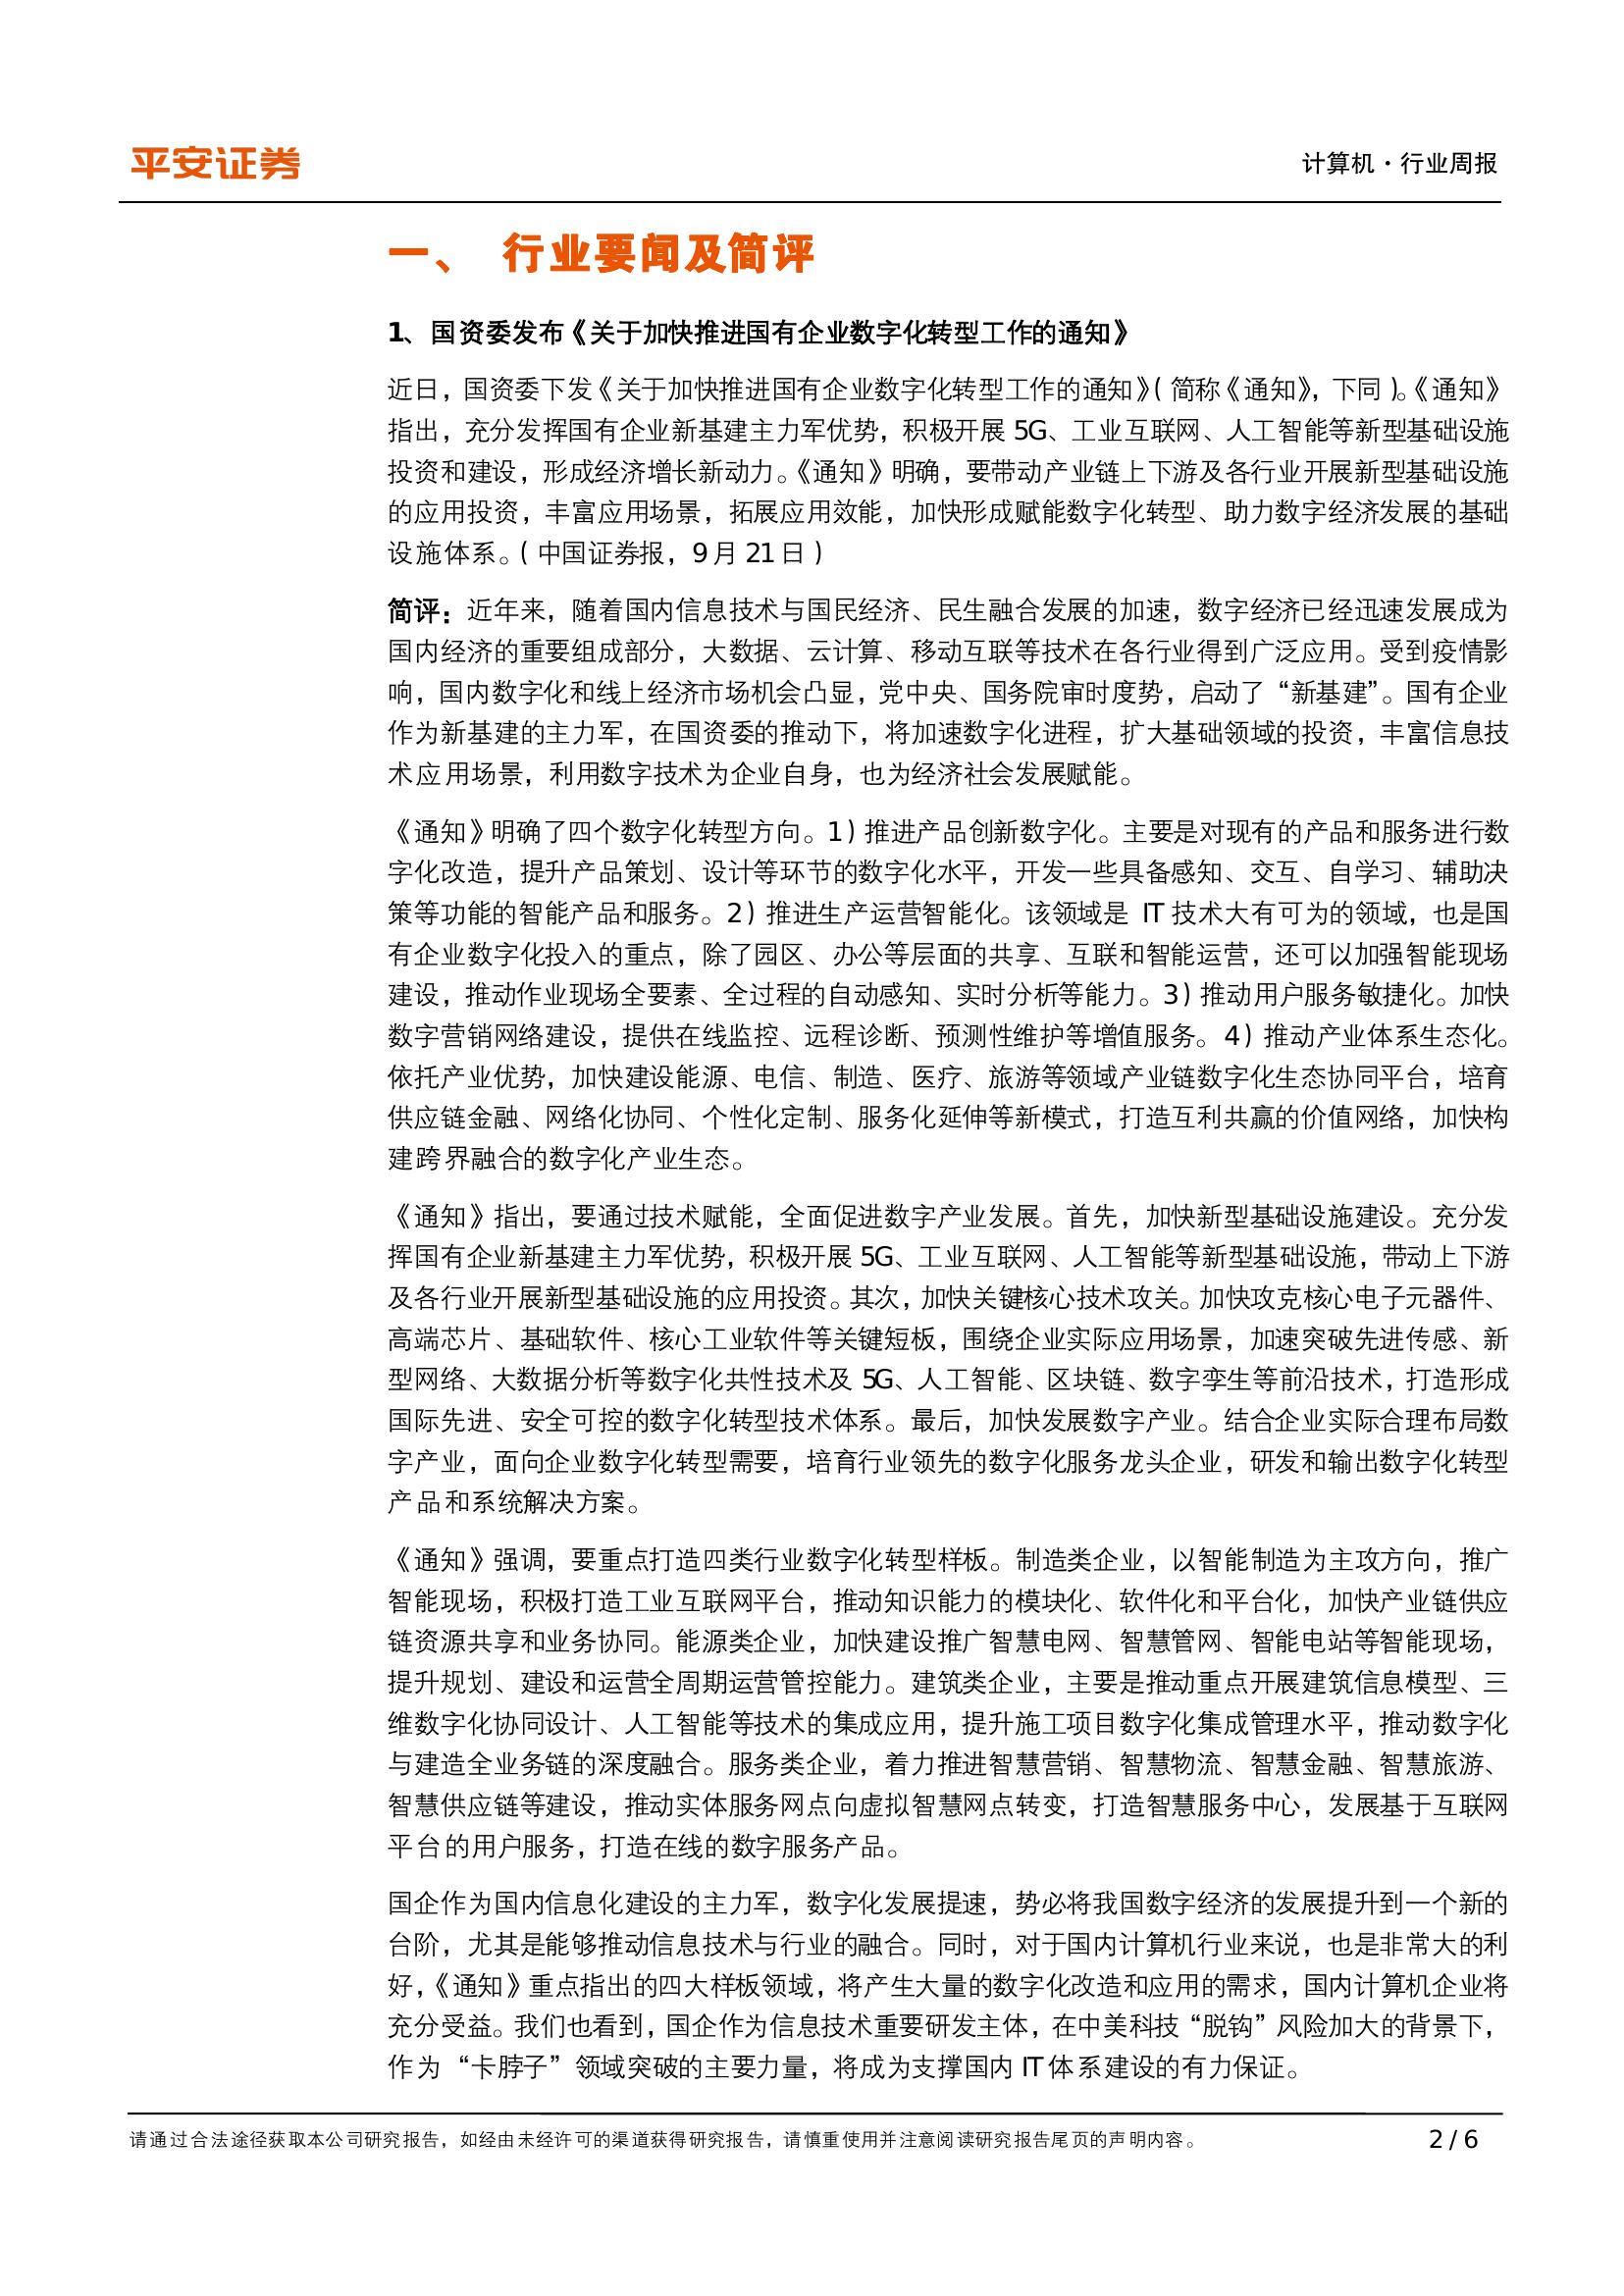 平安证券
计算机·行业周报
一、 行业要闻及简评
1、国资委发布《关于加快推进国有企业数字化转型工作的通知》
近日，国资委下发《关于加快推进国有企业数字化转型工作的通知》(简称《通知》，下同)。《通知》
指出，充分发挥国有企业新基建主力军优势，积极开展 5G、工业互联网、人工智能等新型基础设施
投资和建设，形成经济增长新动力。《通知》明确，要带动产业链上下游及各行业开展新型基础设施
的应用投资，丰富应用场景，拓展应用效能，加快形成赋能数字化转型、助力数字经济发展的基础
设施体系。(中国证券报，9 月 21 日)
简评：近年来，随着国内信息技术与国民经济、民生融合发展的加速，数字经济已经迅速发展成为
国内经济的重要组成部分，大数据、云计算、移动互联等技术在各行业得到广泛应用。受到疫情影
响，国内数字化和线上经济市场机会凸显，党中央、国务院审时度势，启动了“新基建”。国有企业
作为新基建的主力军，在国资委的推动下，将加速数字化进程，扩大基础领域的投资，丰富信息技
术应用场景，利用数字技术为企业自身，也为经济社会发展赋能。
《通知》明确了四个数字化转型方向。1)推进产品创新数字化。主要是对现有的产品和服务进行数
字化改造，提升产品策划、设计等环节的数字化水平，开发一些具备感知、交互、自学习、辅助决
策等功能的智能产品和服务。2)推进生产运营智能化。该领域是 IT 技术大有可为的领域，也是国
有企业数字化投入的重点，除了园区、办公等层面的共享、互联和智能运营，还可以加强智能现场
建设，推动作业现场全要素、全过程的自动感知、实时分析等能力。3)推动用户服务敏捷化。加快
数字营销网络建设，提供在线监控、远程诊断、预测性维护等增值服务。4)推动产业体系生态化。
依托产业优势，加快建设能源、电信、制造、医疗、旅游等领域产业链数字化生态协同平台，培育
供应链金融、网络化协同、个性化定制、服务化延伸等新模式，打造互利共赢的价值网络，加快构
建跨界融合的数字化产业生态。
《通知》指出，要通过技术赋能，全面促进数字产业发展。首先，加快新型基础设施建设。充分发
挥国有企业新基建主力军优势，积极开展 5G、工业互联网、人工智能等新型基础设施，带动上下游
及各行业开展新型基础设施的应用投资。其次，加快关键核心技术攻关。加快攻克核心电子元器件、
高端芯片、基础软件、核心工业软件等关键短板，围绕企业实际应用场景，加速突破先进传感、新
型网络、大数据分析等数字化共性技术及 5G、人工智能、区块链、数字孪生等前沿技术，打造形成
国际先进、安全可控的数字化转型技术体系。最后，加快发展数字产业。结合企业实际合理布局数
字产业，面向企业数字化转型需要，培育行业领先的数字化服务龙头企业，研发和输出数字化转型
产品和系统解决方案。
《通知》强调，要重点打造四类行业数字化转型样板。制造类企业，以智能制造为主攻方向，推广
智能现场，积极打造工业互联网平台，推动知识能力的模块化、软件化和平台化，加快产业链供应
链资源共享和业务协同。能源类企业，加快建设推广智慧电网、智慧管网、智能电站等智能现场，
提升规划、建设和运营全周期运营管控能力。建筑类企业，主要是推动重点开展建筑信息模型、三
维数字化协同设计、人工智能等技术的集成应用，提升施工项目数字化集成管理水平，推动数字化
与建造全业务链的深度融合。服务类企业，着力推进智慧营销、智慧物流、智慧金融、智慧旅游、
智慧供应链等建设，推动实体服务网点向虚拟智慧网点转变，打造智慧服务中心，发展基于互联网
平台的用户服务，打造在线的数字服务产品。
国企作为国内信息化建设的主力军，数字化发展提速，势必将我国数字经济的发展提升到一个新的
台阶，尤其是能够推动信息技术与行业的融合。同时，对于国内计算机行业来说，也是非常大的利
好，《通知》重点指出的四大样板领域，将产生大量的数字化改造和应用的需求，国内计算机企业将
充分受益。我们也看到，国企作为信息技术重要研发主体，在中美科技“脱钩”风险加大的背景下，
作为“卡脖子”领域突破的主要力量，将成为支撑国内 IT 体系建设的有力保证。
请通过合法途径获取本公司研究报告，如经由未经许可的渠道获得研究报告，请慎重使用并注意阅读研究报告尾页的声明内容。
2 / 6